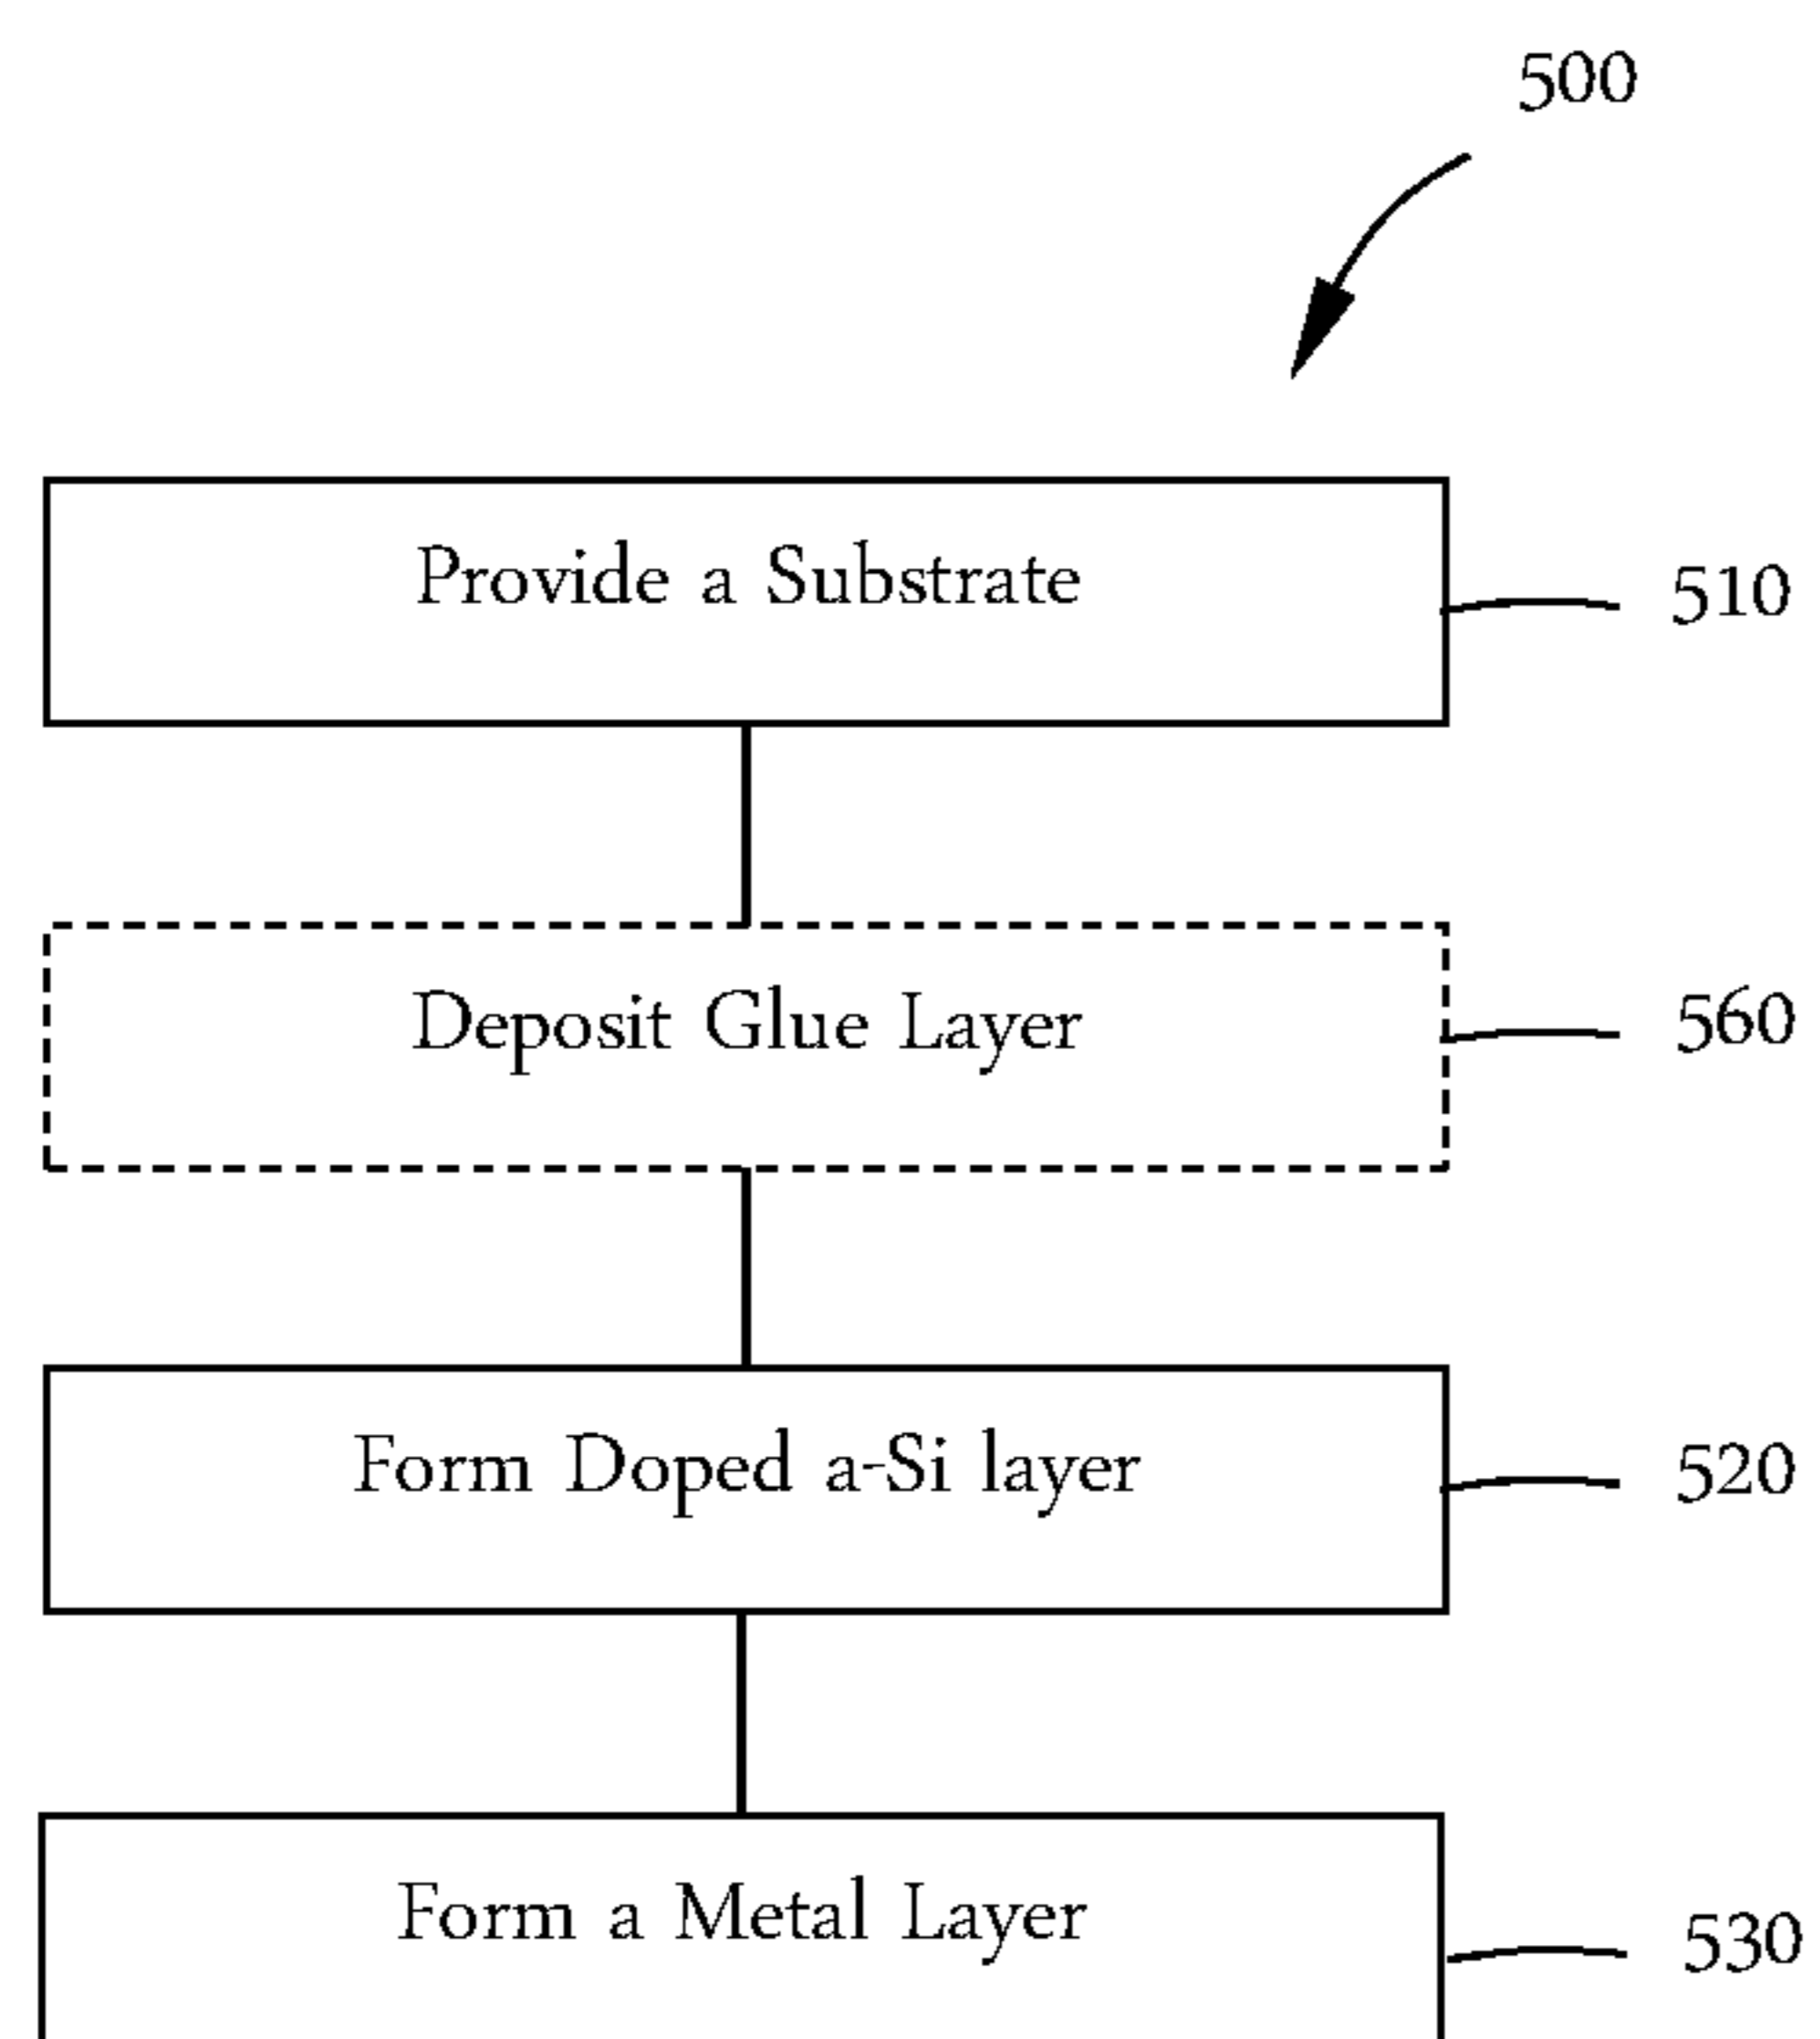 500
Provide a Substrate
510
Deposit Glue Layer
560
Form Doped a-Si layer
520
Form a Metal Layer
530